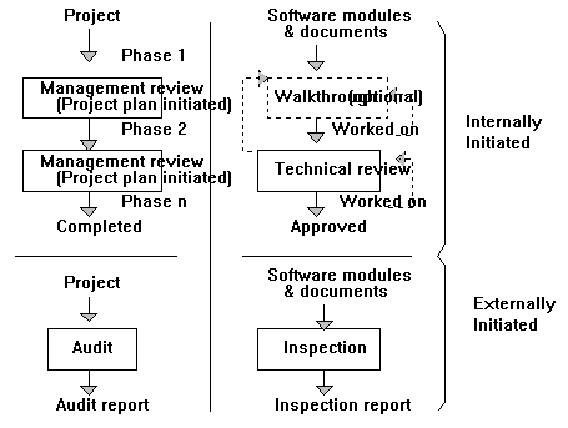 Project
Phase 1
Management review
(Project plan initiated)
Phase 2
Management review
(Project plan initiated)
Phase n
Completed
Software modules
& documents
Walkthrough(optional)
Worked on
Technical review
Worked on
Approved
Internally
Initiated
Project
Audit
Audit report
Software modules
& documents
Inspection
Inspection report
Externally
Initiated